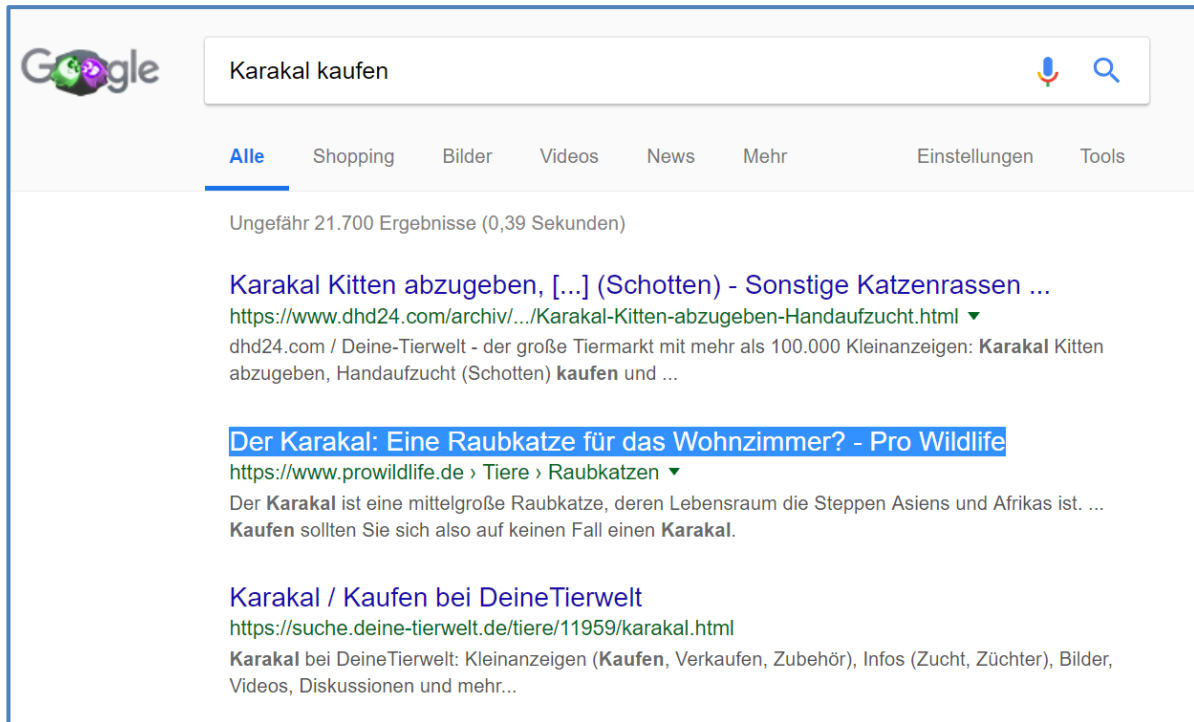 Google
Karakal kaufen
Alle Shopping Bilder Videos News Mehr Einstellungen Tools
Ungefähr 21.700 Ergebnisse (0,39 Sekunden)
Karakal Kitten abzugeben, [...] (Schotten) - Sonstige Katzenrassen ...
https://www.dhd24.com/archiv/.../Karakal-Kitten-abzugeben-Handaufzucht.html
dhd24.com / Deine-Tierwelt - der große Tiermarkt mit mehr als 100.000 Kleinanzeigen: Karakal Kitten
abzugeben, Handaufzucht (Schotten) kaufen und ...
Der Karakal: Eine Raubkatze für das Wohnzimmer? - Pro Wildlife
https://www.prowildlife.de › Tiere › Raubkatzen
Der Karakal ist eine mittelgroße Raubkatze, deren Lebensraum die Steppen Asiens und Afrikas ist. ...
Kaufen sollten Sie sich also auf keinen Fall einen Karakal.
Karakal / Kaufen bei DeineTierwelt
https://suche.deine-tierwelt.de/tiere/11959/karakal.html
Karakal bei DeineTierwelt: Kleinanzeigen (Kaufen, Verkaufen, Zubehör), Infos (Zucht, Züchter), Bilder,
Videos, Diskussionen und mehr...